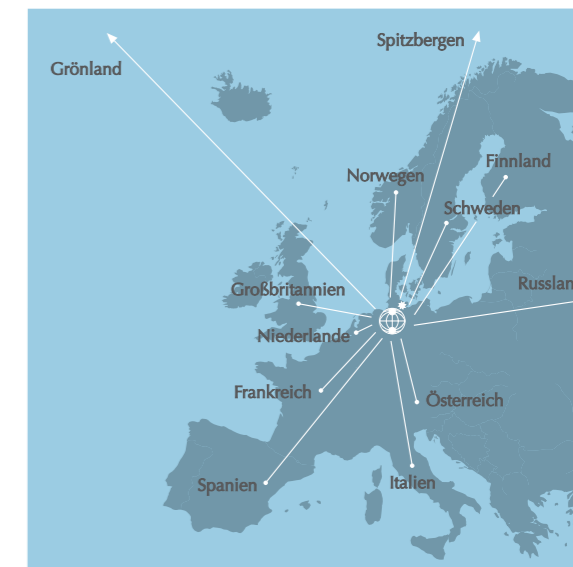 Spitzbergen
Grönland
Finnland
Norwegen
Schweden
Russlan
Großbritannien
Niederlande
Frankreich
Österreich
Spanien
Italien